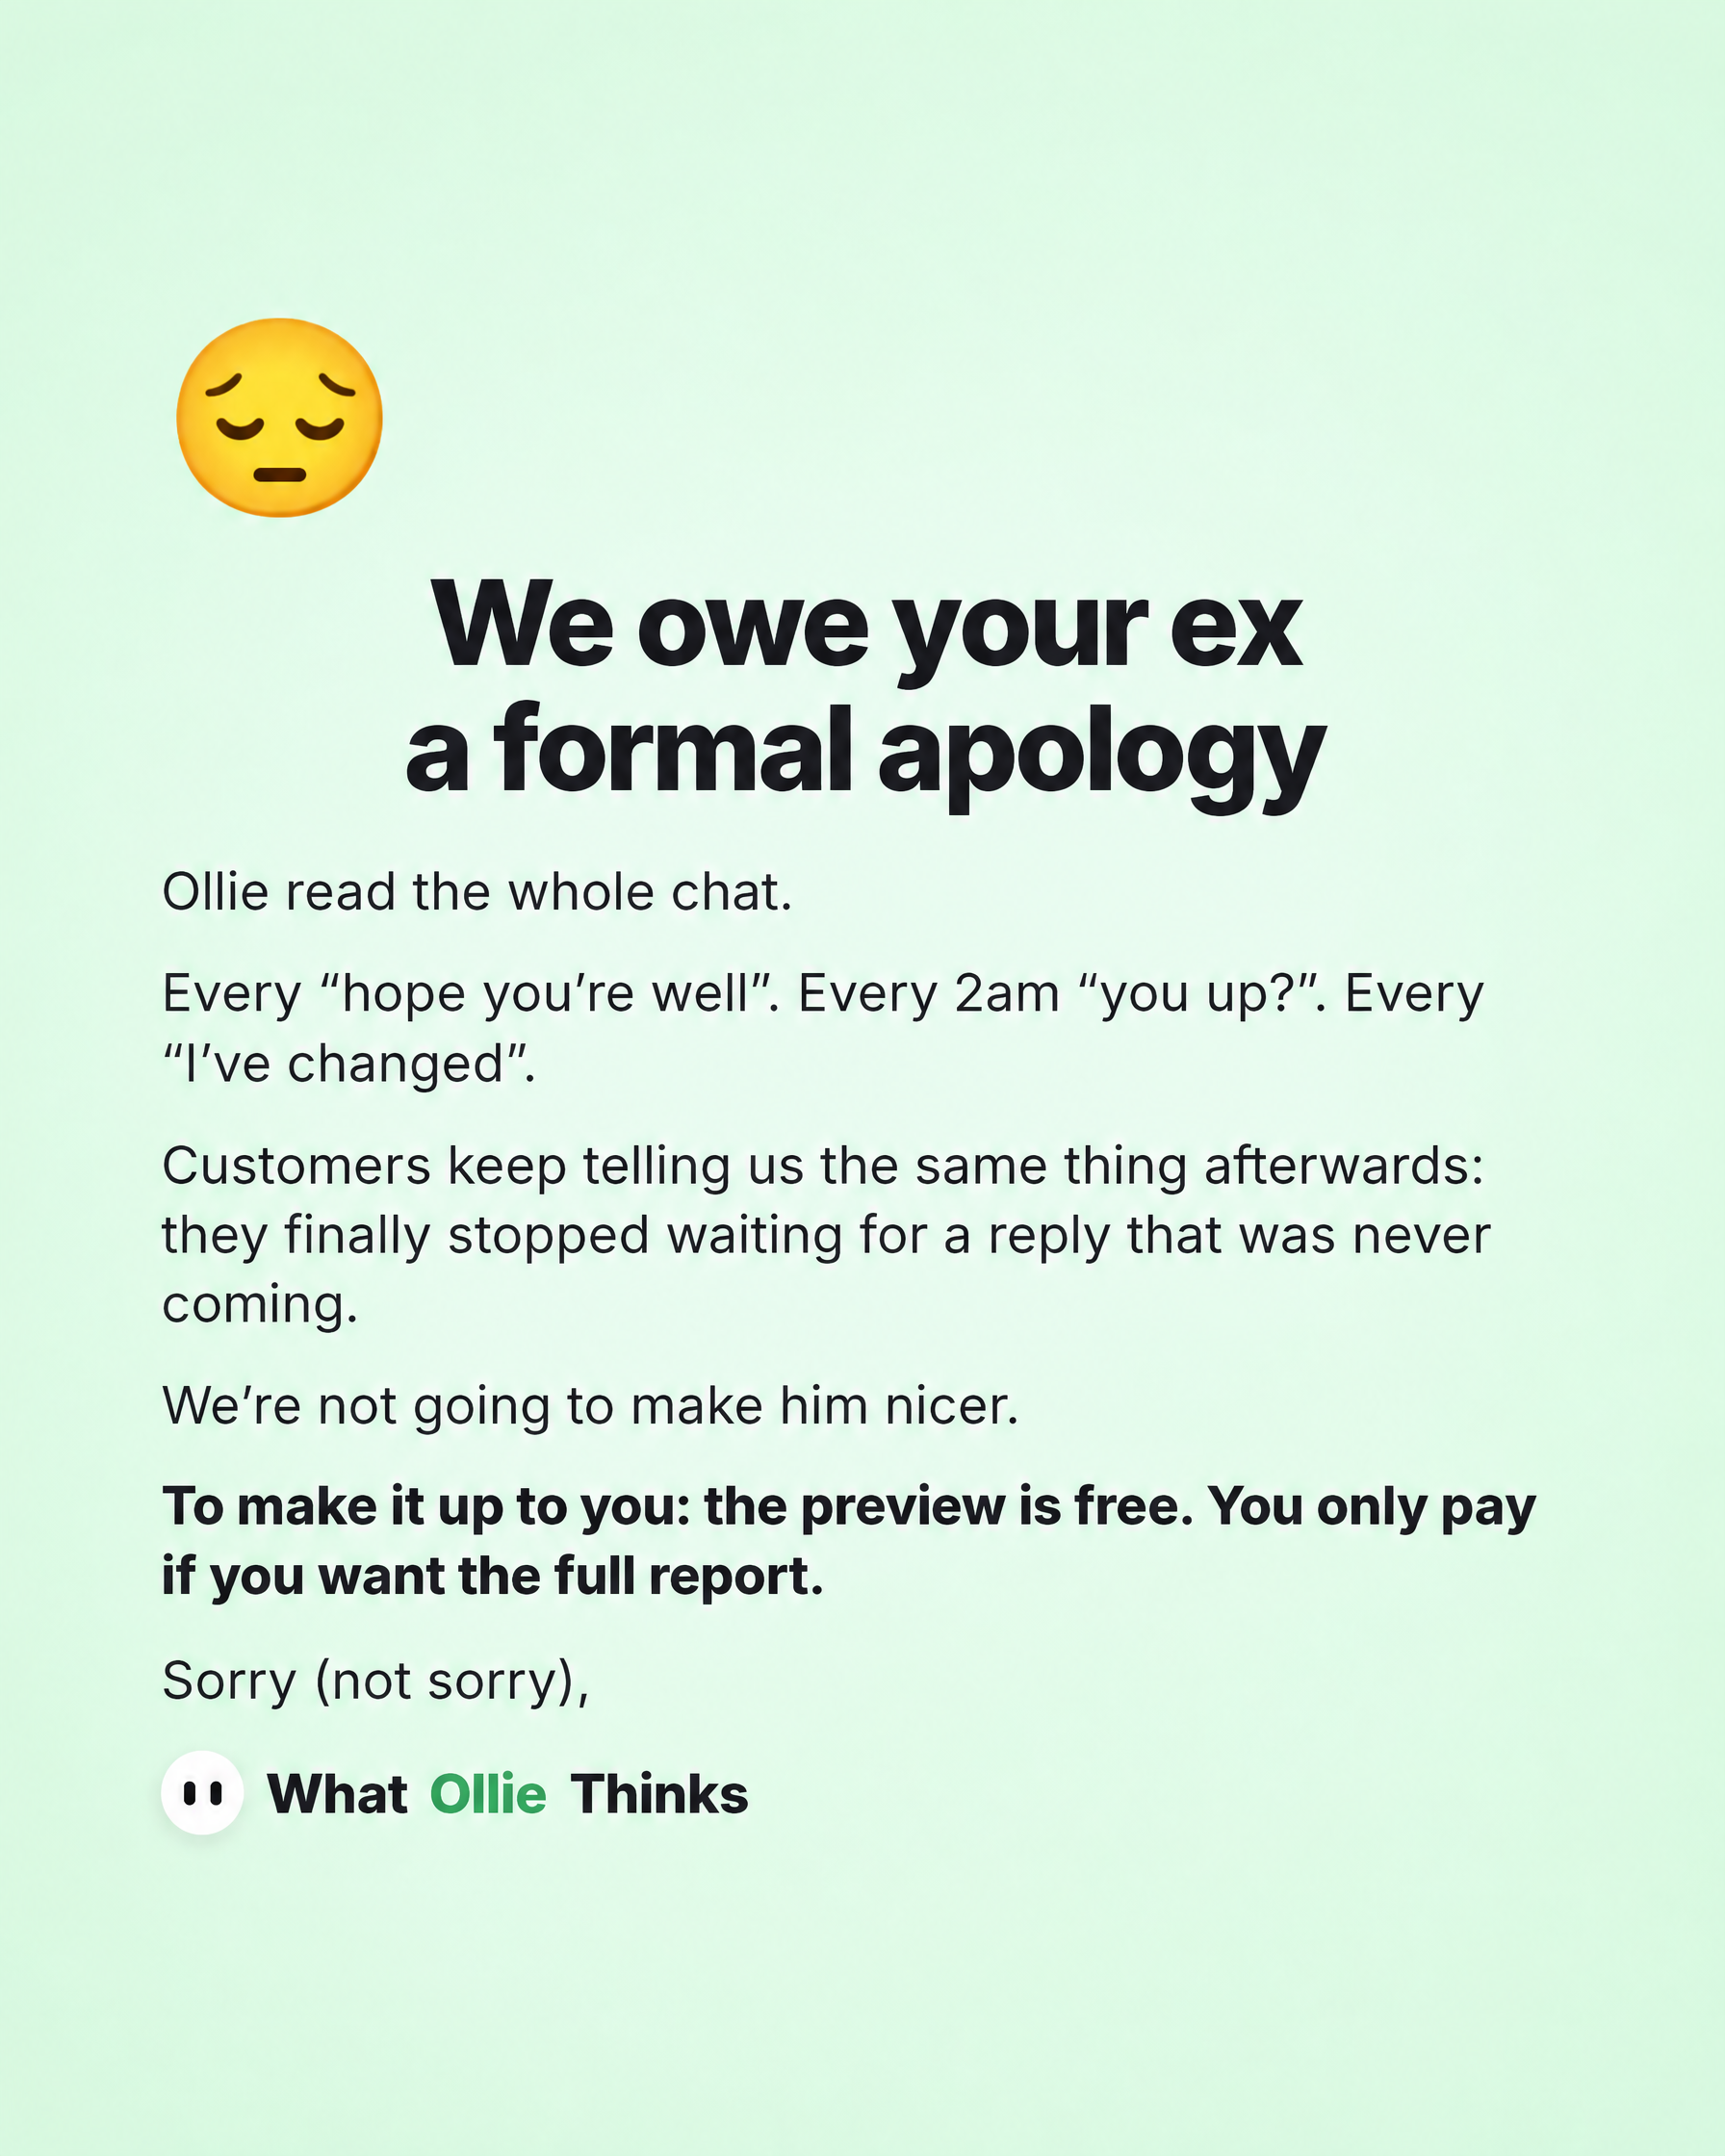 We owe your ex
a formal apology
Ollie read the whole chat.
Every “hope you’re well”. Every 2am “you up?”. Every
“I’ve changed”.
Customers keep telling us the same thing afterwards:
they finally stopped waiting for a reply that was never
coming.
We’re not going to make him nicer.
To make it up to you: the preview is free. You only pay
if you want the full report.
Sorry (not sorry),
What Ollie Thinks